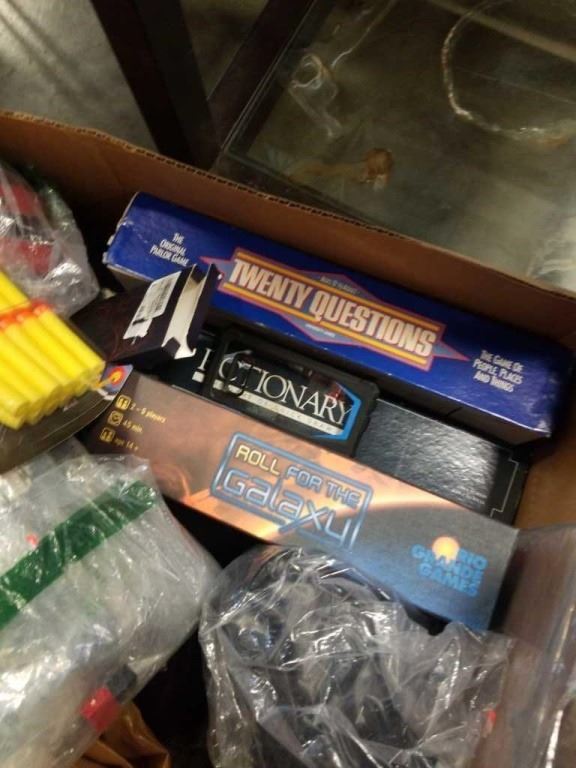 THE
ORIGINAL
PARLOR GAME
TWENTY QUESTIONS
THE GAME OF
PEOPLE, PLACES
AND THINGS
PICTIONARY
2 - 5 players
45 min
age 14 +
ROLL FOR THE
Galaxy
RIO
GRANDE
GAMES